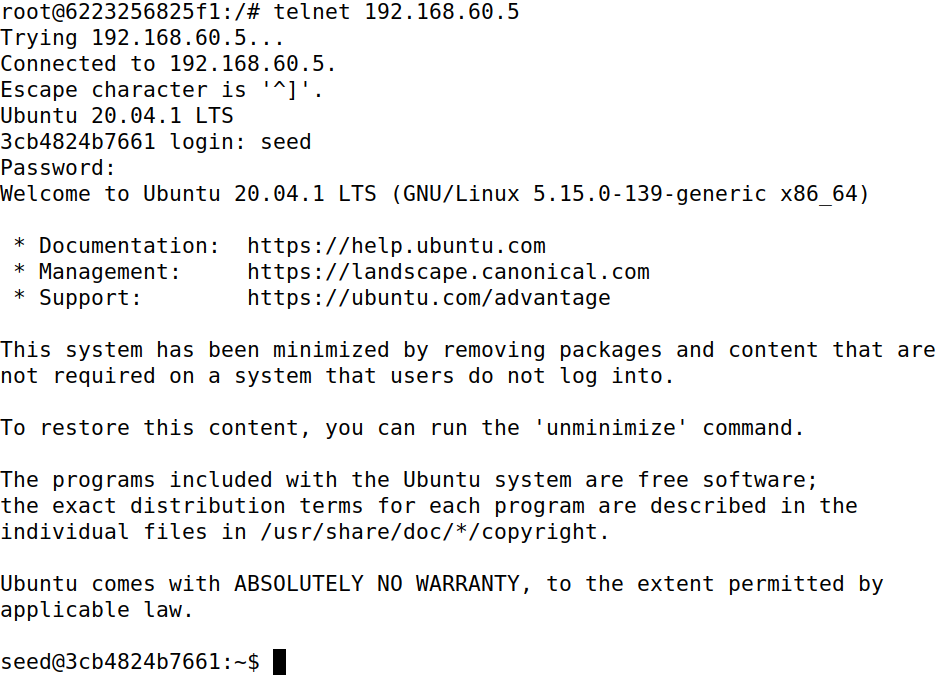 root@6223256825f1:/# telnet 192.168.60.5
Trying 192.168.60.5...
Connected to 192.168.60.5.
Escape character is '^]'.
Ubuntu 20.04.1 LTS
3cb4824b7661 login: seed
Password:
Welcome to Ubuntu 20.04.1 LTS (GNU/Linux 5.15.0-139-generic x86_64)

 * Documentation:  https://help.ubuntu.com
 * Management:     https://landscape.canonical.com
 * Support:        https://ubuntu.com/advantage

This system has been minimized by removing packages and content that are
not required on a system that users do not log into.

To restore this content, you can run the 'unminimize' command.

The programs included with the Ubuntu system are free software;
the exact distribution terms for each program are described in the
individual files in /usr/share/doc/*/copyright.

Ubuntu comes with ABSOLUTELY NO WARRANTY, to the extent permitted by
applicable law.

seed@3cb4824b7661:~$